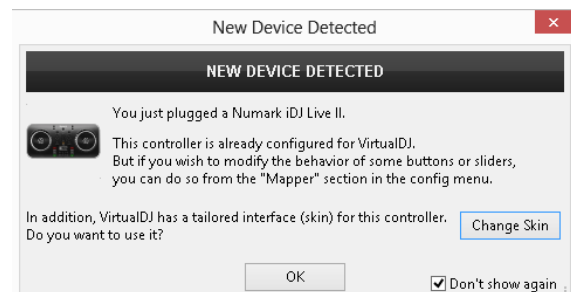 New Device Detected
NEW DEVICE DETECTED
You just plugged a Numark iDJ Live II.
This controller is already configured for VirtualDJ.
But if you wish to modify the behavior of some buttons or sliders,
you can do so from the "Mapper" section in the config menu.
In addition, VirtualDJ has a tailored interface (skin) for this controller.
Do you want to use it?
Change Skin
OK
Don't show again